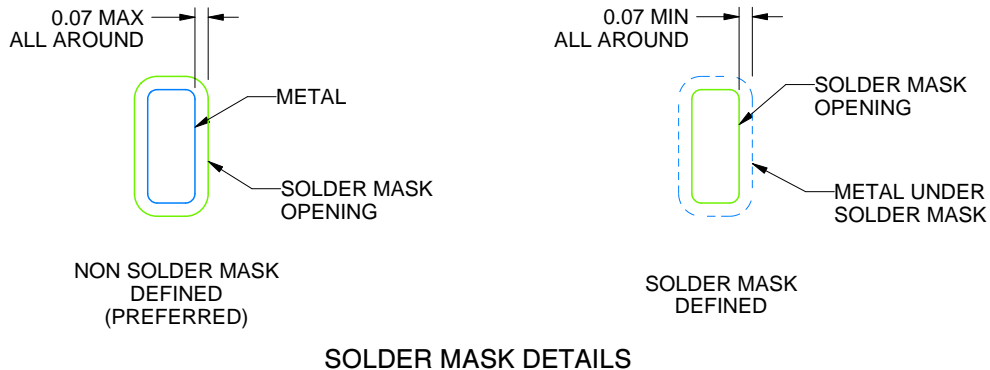 0.07 MAX
ALL AROUND
METAL
SOLDER MASK
OPENING
NON SOLDER MASK
DEFINED
(PREFERRED)
0.07 MIN
ALL AROUND
SOLDER MASK
OPENING
METAL UNDER
SOLDER MASK
SOLDER MASK
DEFINED
SOLDER MASK DETAILS